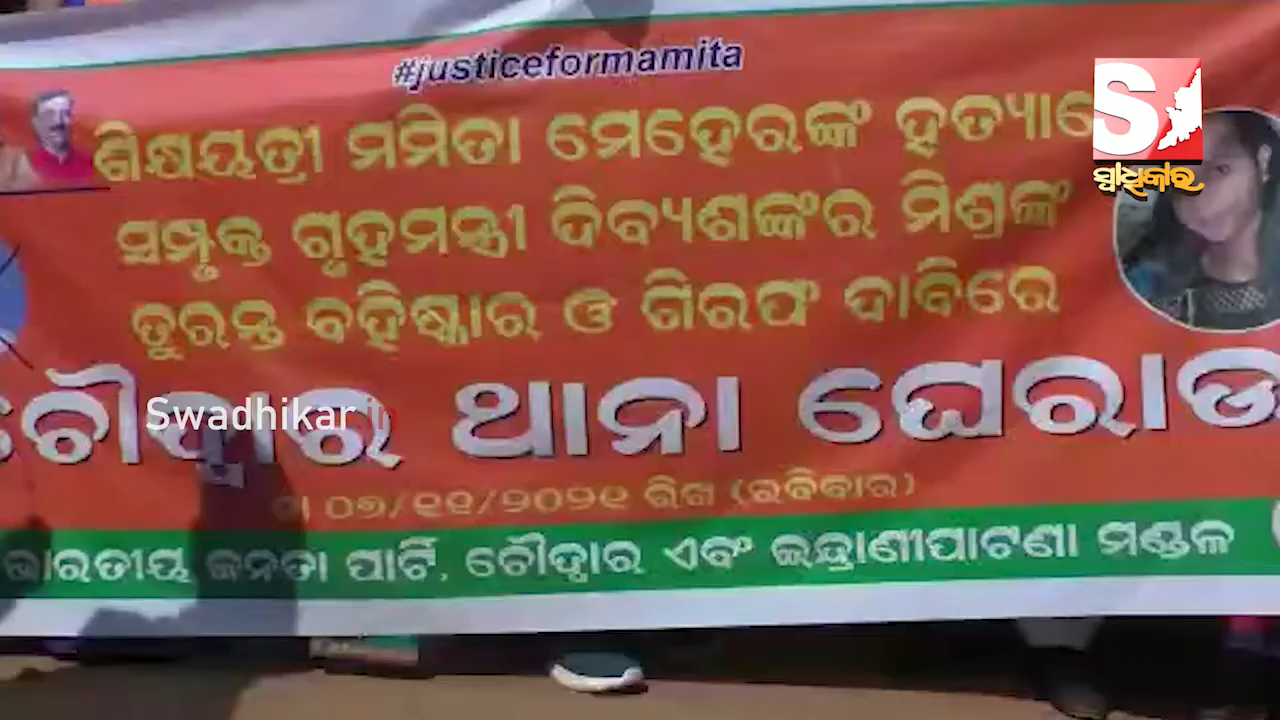 #justiceformamita
ଶିକ୍ଷୟତ୍ରୀ ମମିତା ମେହେରଙ୍କ ହତ୍ୟାରେ
ସମ୍ପୃକ୍ତ ଗୃହମନ୍ତ୍ରୀ ଦିବ୍ୟଶଙ୍କର ମିଶ୍ରଙ୍କ
ତୁରନ୍ତ ବହିଷ୍କାର ଓ ଗିରଫ ଦାବିରେ
ଚୌଦ୍ୱାର ଥାନା ଘେରାଉ
ତା ୦୭/୧୧/୨୦୨୧ ରିଖ (ରବିବାର)
ଭାରତୀୟ ଜନତା ପାର୍ଟି, ଚୌଦ୍ୱାର ଏବଂ ଇନ୍ଦ୍ରାଣୀପାଟଣା ମଣ୍ଡଳ
S
ସ୍ୱାଧିକାର
Swadhikar.in